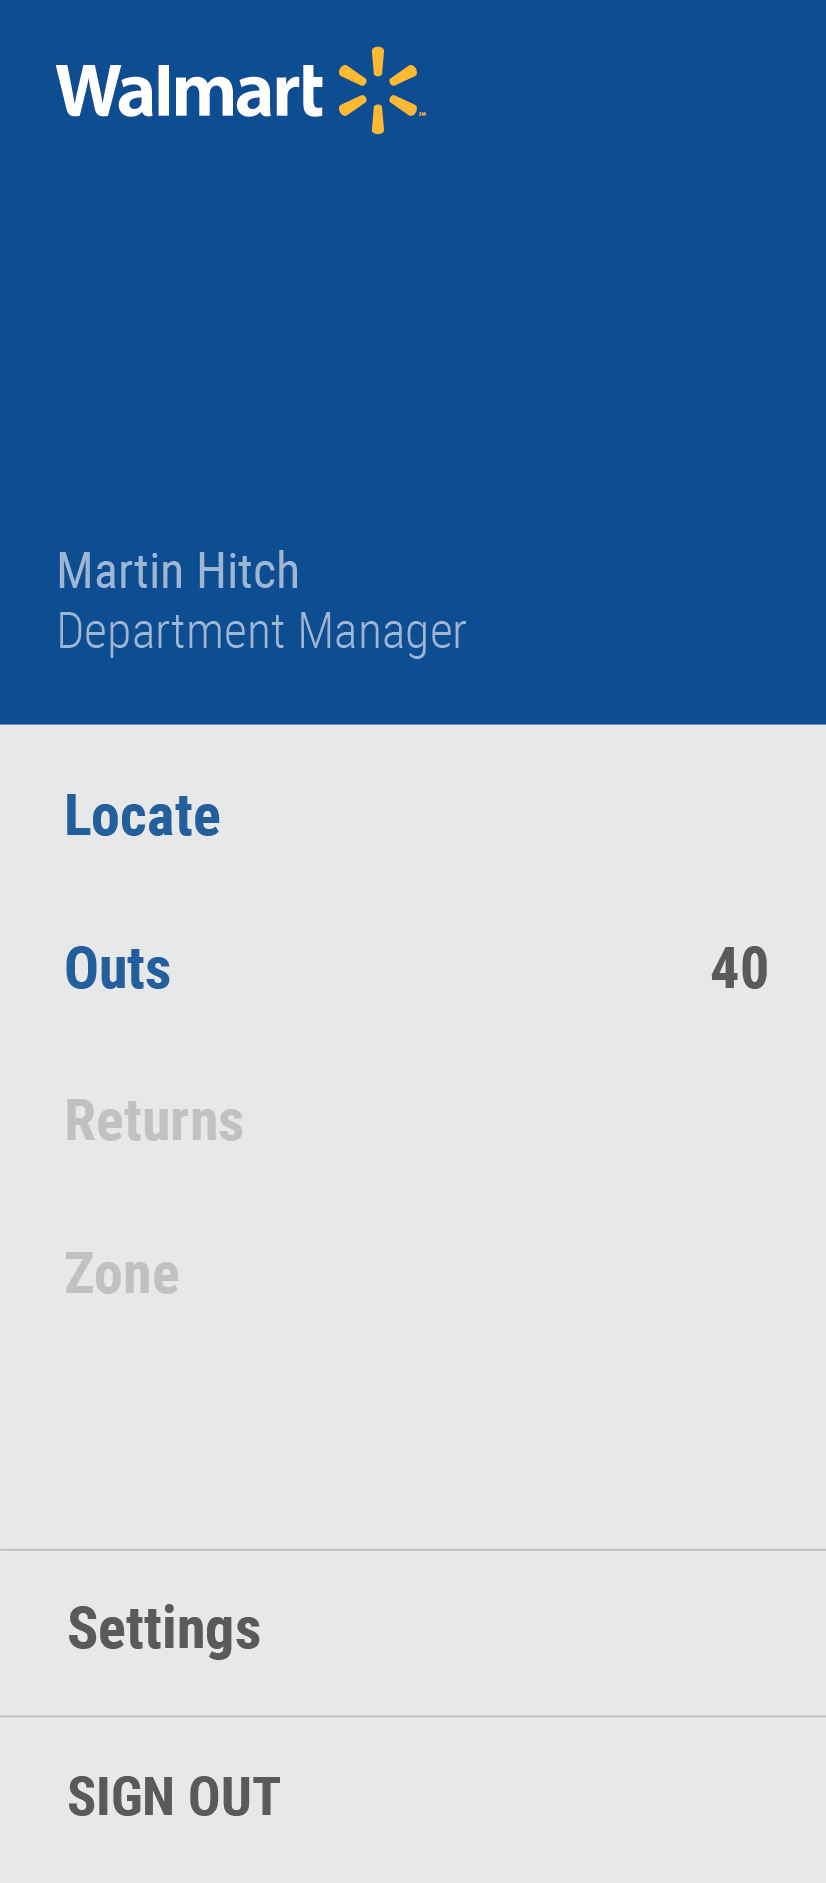 Walmart
Martin Hitch
Department Manager
Locate
Outs 40
Returns
Zone
Settings
SIGN OUT